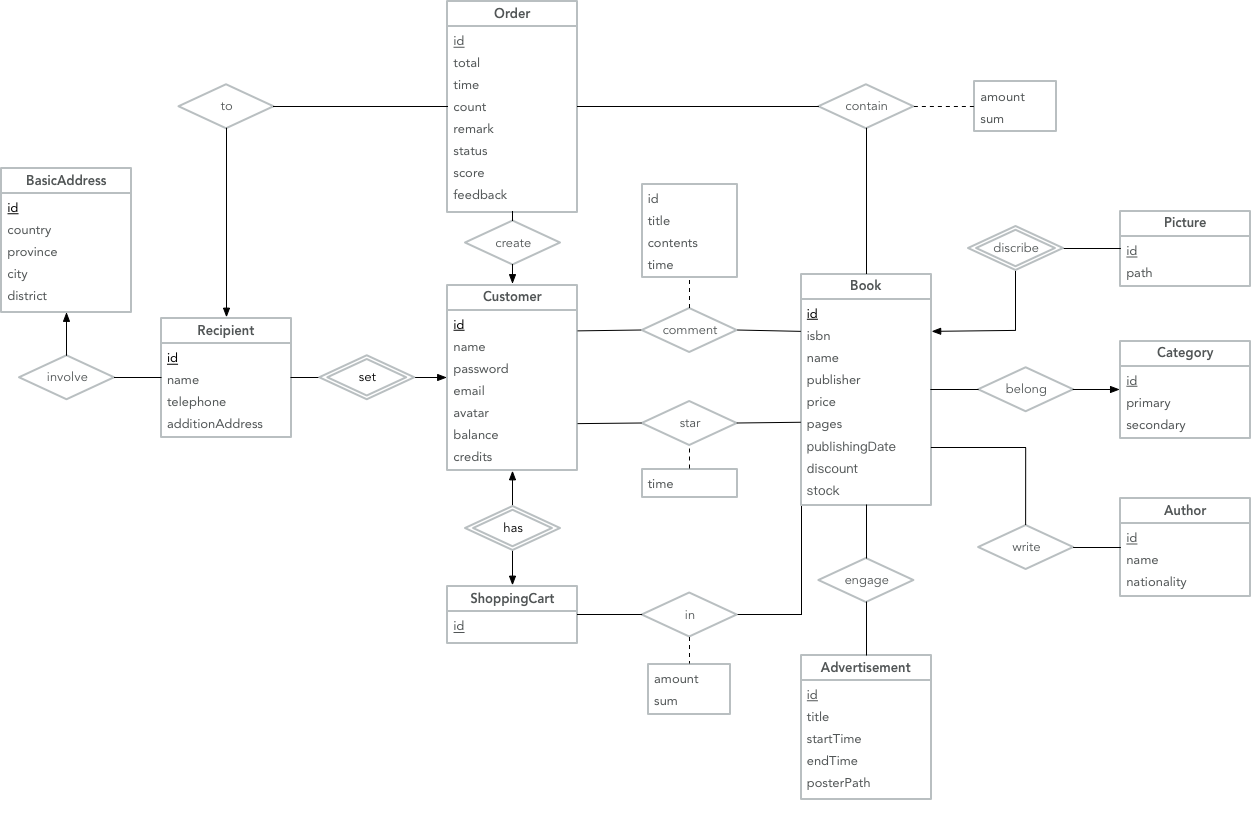 Order
id
total
time
count
remark
status
score
feedback
to
contain
amount
sum
BasicAddress
id
country
province
city
district
create
id
title
contents
time
discribe
Picture
id
path
Recipient
id
name
telephone
additionAddress
involve
set
Customer
id
name
password
email
avatar
balance
credits
comment
star
time
Book
id
isbn
name
publisher
price
pages
publishingDate
discount
stock
belong
Category
id
primary
secondary
write
Author
id
name
nationality
has
engage
ShoppingCart
id
in
amount
sum
Advertisement
id
title
startTime
endTime
posterPath